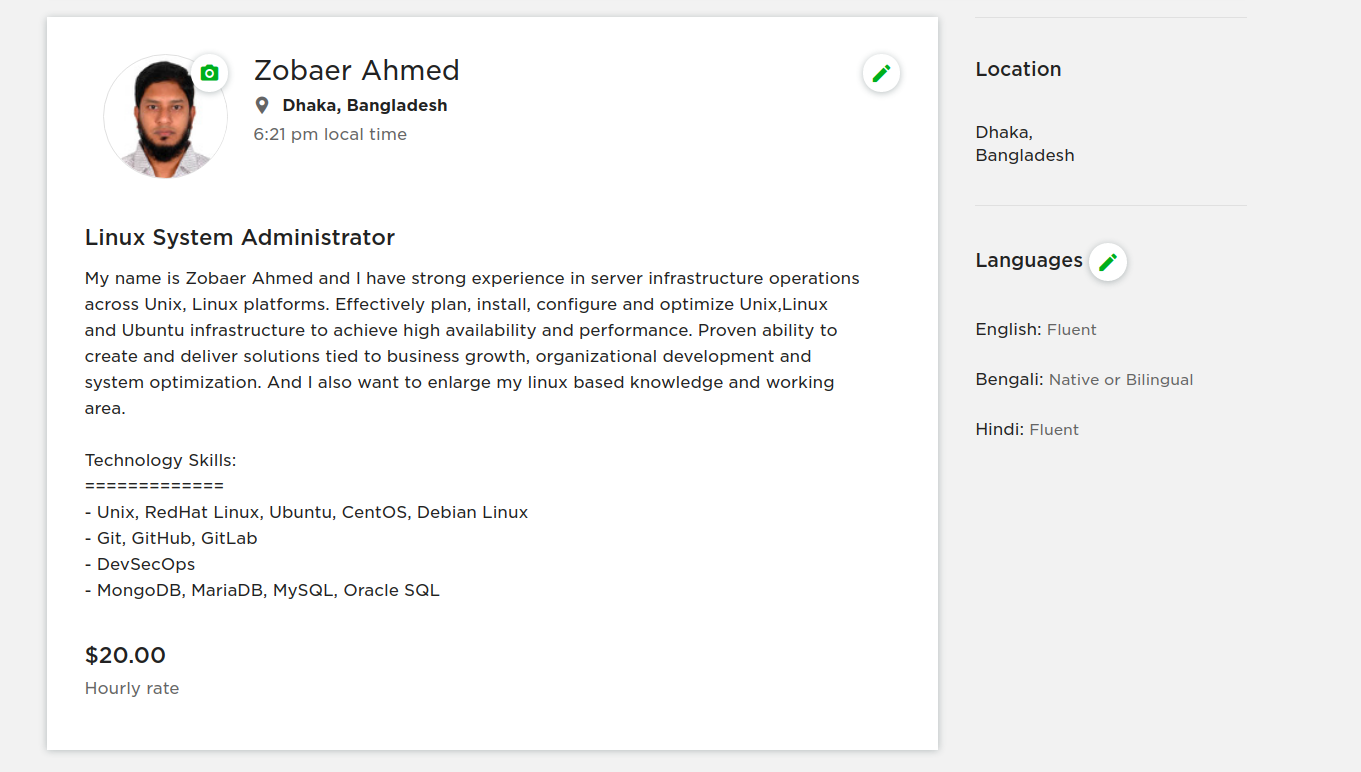 Zobaer Ahmed
Dhaka, Bangladesh
6:21 pm local time
Linux System Administrator
My name is Zobaer Ahmed and I have strong experience in server infrastructure operations
across Unix, Linux platforms. Effectively plan, install, configure and optimize Unix,Linux
and Ubuntu infrastructure to achieve high availability and performance. Proven ability to
create and deliver solutions tied to business growth, organizational development and
system optimization. And I also want to enlarge my linux based knowledge and working
area.
Technology Skills:
=============
- Unix, RedHat Linux, Ubuntu, CentOS, Debian Linux
- Git, GitHub, GitLab
- DevSecOps
- MongoDB, MariaDB, MySQL, Oracle SQL
$20.00
Hourly rate
Location
Dhaka,
Bangladesh
Languages
English: Fluent
Bengali: Native or Bilingual
Hindi: Fluent